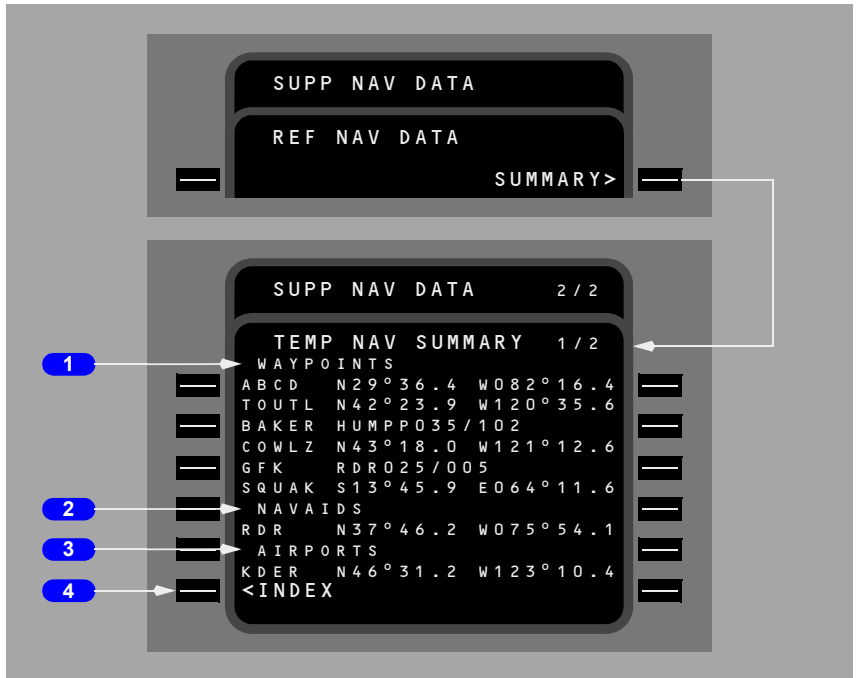 SUPP NAV DATA
REF NAV DATA
SUMMARY>
SUPP NAV DATA 2/2
TEMP NAV SUMMARY 1/2
1
WAYPOINTS
ABCD N29°36.4 W082°16.4
TOUTL N42°23.9 W120°35.6
BAKER HUMPP035/102
COWLZ N43°18.0 W121°12.6
GFK RDR025/005
SQUAK S13°45.9 E064°11.6
2
NAVAIDS
RDR N37°46.2 W075°54.1
3
AIRPORTS
KDER N46°31.2 W123°10.4
4
<INDEX